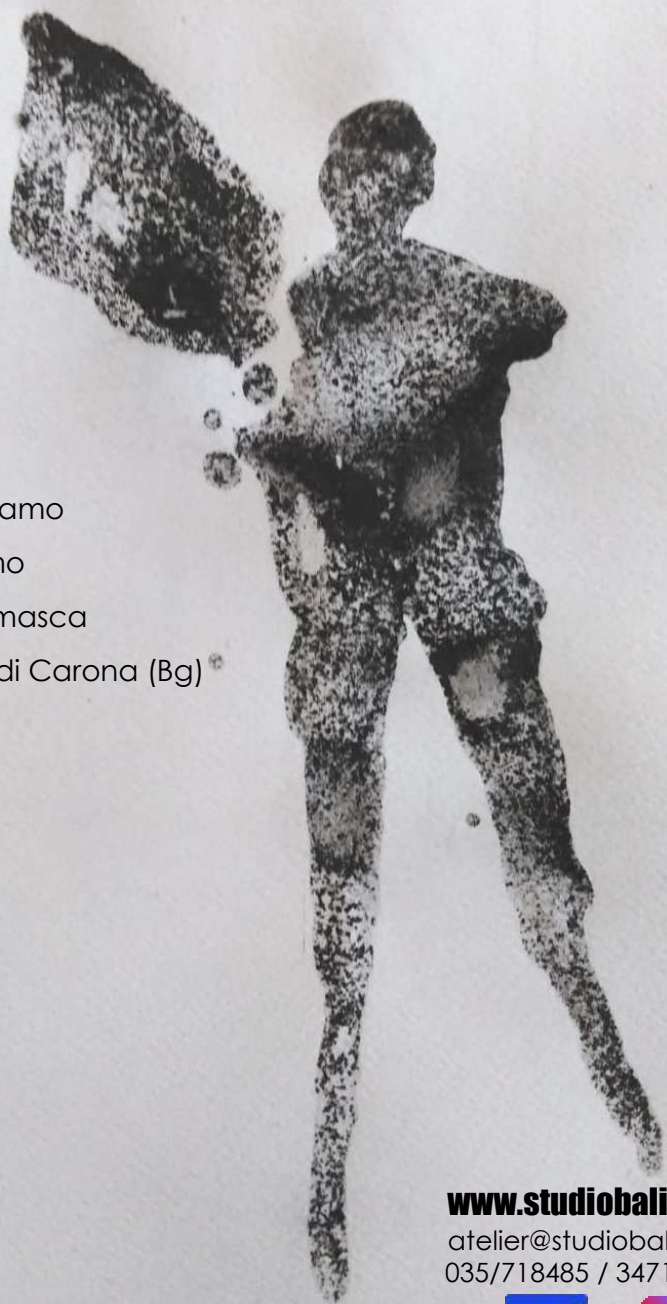 amo
no
masca
di Carona (Bg)
www.studiobali
atelier@studiobal
035/718485 / 3471